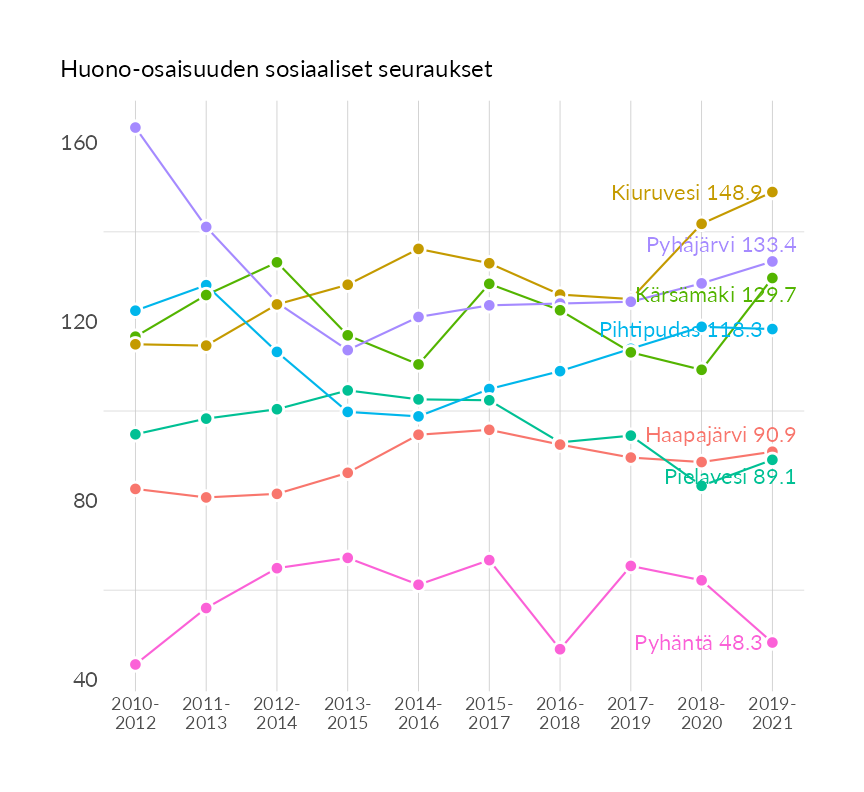 Huono-osaisuuden sosiaaliset seuraukset
160
Kiuruvesi 148.9
Pyhäjärvi 133.4
Kärsämäki 129.7
120
Pihtipudas 118.3
Haapajärvi 90.9
Pielavesi 89.1
80
Pyhäntä 48.3
40
2010- 2011- 2012- 2013- 2014- 2015- 2016- 2017- 2018- 2019-
2012 2013 2014 2015 2016 2017 2018 2019 2020 2021